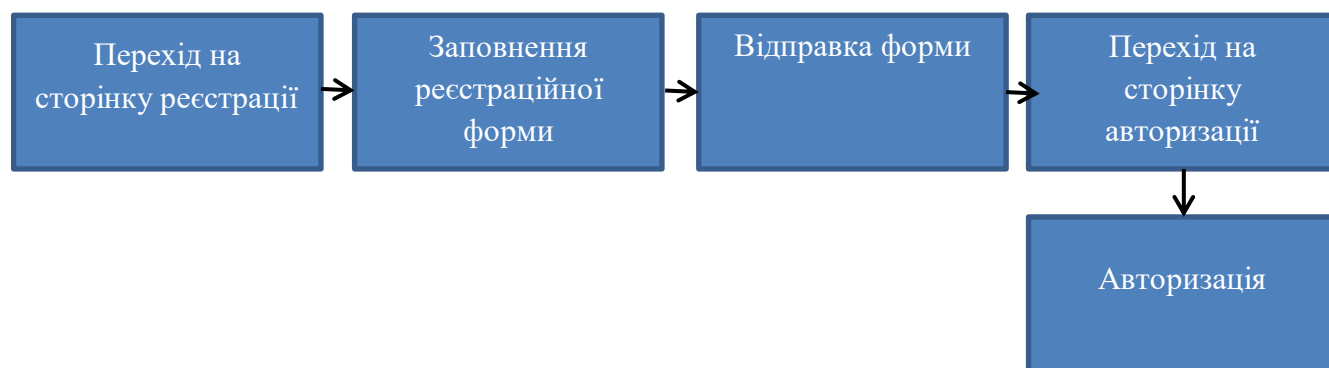 Перехід на
сторінку реєстрації
Заповнення
реєстраційної
форми
Відправка форми
Перехід на
сторінку
авторизації
Авторизація